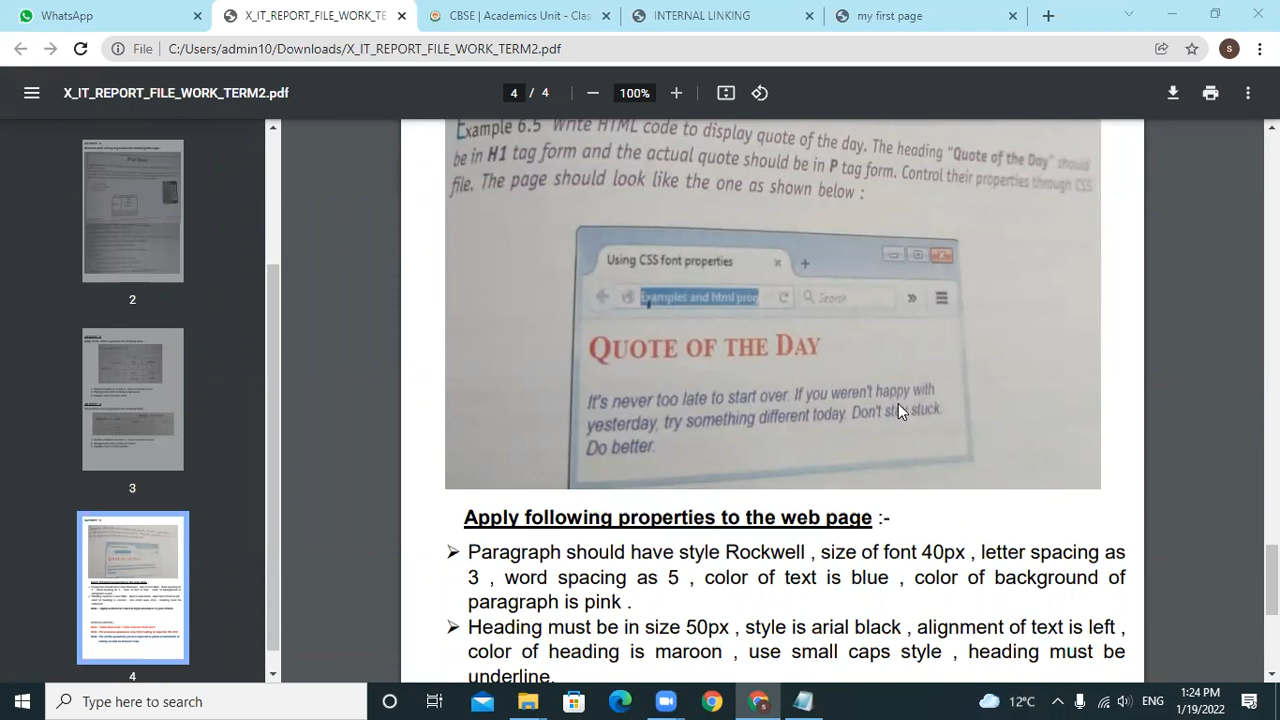 WhatsApp
X_IT_REPORT_FILE_WORK_TE
CBSE | Academics Unit - Clas
INTERNAL LINKING
my first page
File
C:/Users/admin10/Downloads/X_IT_REPORT_FILE_WORK_TERM2.pdf
s
X_IT_REPORT_FILE_WORK_TERM2.pdf
4 / 4
100%
2
3
4
Example 6.5 Write HTML code to display quote of the day. The heading "Quote of the Day" should
be in H1 tag form and the actual quote should be in P tag form. Control their properties through CSS
file. The page should look like the one as shown below :
Using CSS font properties
Examples and html prog
Search
QUOTE OF THE DAY
It's never too late to start over. If you weren't happy with
yesterday, try something different today. Don't stuck.
Do better.
Apply following properties to the web page :-
Paragraph should have style Rockwell , size of font 40px , letter spacing as
3 , word spacing as 5 , color of text is blue , color of background of
paragraph is pink .
Heading must be in size 50px , style is arial black , alignment of text is left ,
color of heading is maroon , use small caps style , heading must be
underline.
Type here to search
12°C
ENG
1:24 PM
1/19/2022